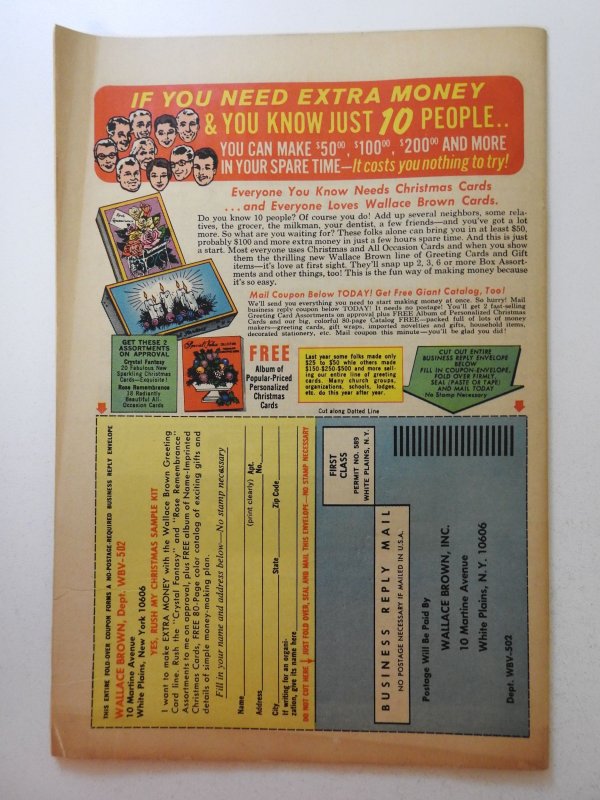 IF YOU NEED EXTRA MONEY
& YOU KNOW JUST 10 PEOPLE..
YOU CAN MAKE $50⁰⁰, $100⁰⁰, $200⁰⁰ AND MORE
IN YOUR SPARE TIME—It costs you nothing to try!
Everyone You Know Needs Christmas Cards
. . . and Everyone Loves Wallace Brown Cards.
Do you know 10 people? Of course you do! Add up several neighbors, some rela-
tives, the grocer, the milkman, your dentist, a few friends—and you've got a lot
more. So what are you waiting for? These folks alone can bring you in at least $50,
probably $100 and more extra money in just a few hours spare time. And this is just
a start. Most everyone uses Christmas and All Occasion Cards and when you show
them the thrilling new Wallace Brown line of Greeting Cards and Gift
items—it's love at first sight. They'll snap up 2, 3, 6 or more Box Assort-
ments and other things, too! This is the fun way of making money because
it's so easy.
Mail Coupon Below TODAY! Get Free Giant Catalog, Too!
We'll send you everything you need to start making money at once. So hurry! Mail
business reply coupon below TODAY! It needs no postage! You'll get 2 fast-selling
Greeting Card Assortments on approval plus FREE Album of Personalized Christmas
Cards and our big, colorful 80-page Catalog FREE—packed full of lots of money-
makers—greeting cards, gift wraps, imported novelties and gifts, household items,
decorated stationery, etc. Mail coupon this minute—you'll be glad you did!
GET THESE 2
ASSORTMENTS
ON APPROVAL
Crystal Fantasy
20 Fabulous New
Sparkling Christmas
Cards—Exquisite!
Rose Remembrance
18 Radiantly
Beautiful All-
Occasion Cards
FREE
Album of
Popular-Priced
Personalized
Christmas
Cards
Last year some folks made only
$25 to $50 while others made
$150-$250-$500 and more sell-
ing our entire line of greeting
cards. Many church groups,
organizations, schools, lodges,
etc. do this year after year.
CUT OUT ENTIRE
BUSINESS REPLY ENVELOPE
BELOW
FILL IN COUPON-ENVELOPE,
FOLD OVER FIRMLY,
SEAL (PASTE OR TAPE)
AND MAIL TODAY
No Stamp Necessary
Cut along Dotted Line
THIS ENTIRE FOLD-OVER COUPON FORMS A NO-POSTAGE-REQUIRED BUSINESS REPLY ENVELOPE
WALLACE BROWN, Dept. WBV-502
10 Martine Avenue
White Plains, New York 10606
YES, RUSH MY CHRISTMAS SAMPLE KIT
I want to make EXTRA MONEY with the Wallace Brown Greeting
Card line. Rush the "Crystal Fantasy" and "Rose Remembrance"
Assortments to me on approval, plus FREE album of Name-Imprinted
Christmas Cards, FREE 80-Page color catalog of exciting gifts and
details of simple money-making plan.
Fill in your name and address below—No stamp necessary
Name
(print clearly)
Apt.
No.
Address
City
State
Zip Code
If writing for an organi-
zation, give its name here
DO NOT CUT HERE JUST FOLD OVER, SEAL AND MAIL THIS ENVELOPE—NO STAMP NECESSARY
FIRST
CLASS
PERMIT NO. 589
WHITE PLAINS, N.Y.
BUSINESS REPLY MAIL
NO POSTAGE NECESSARY IF MAILED IN U.S.A.
Postage Will Be Paid By
WALLACE BROWN, INC.
10 Martine Avenue
White Plains, N.Y. 10606
Dept. WBV-502